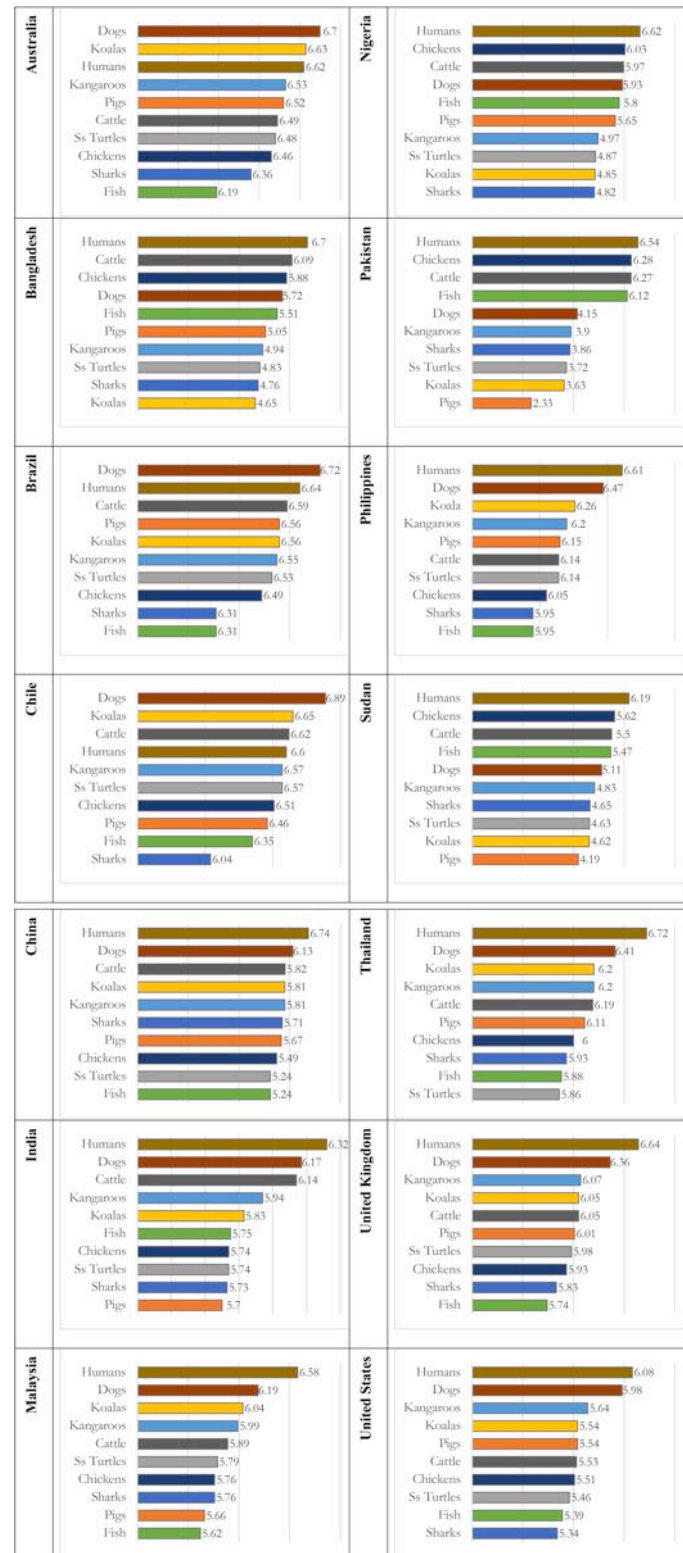 Australia
Dogs 6.7
Koalas 6.63
Humans 6.62
Kangaroos 6.53
Pigs 6.52
Cattle 6.49
Ss Turtles 6.48
Chickens 6.46
Sharks 6.36
Fish 6.19
Nigeria
Humans 6.62
Chickens 6.03
Cattle 5.97
Dogs 5.93
Fish 5.8
Pigs 5.65
Kangaroos 4.97
Ss Turtles 4.87
Koalas 4.85
Sharks 4.82
Bangladesh
Humans 6.7
Cattle 6.09
Chickens 5.88
Dogs 5.72
Fish 5.51
Pigs 5.05
Kangaroos 4.94
Ss Turtles 4.83
Sharks 4.76
Koalas 4.65
Pakistan
Humans 6.54
Chickens 6.28
Cattle 6.27
Fish 6.12
Dogs 4.15
Kangaroos 3.9
Sharks 3.86
Ss Turtles 3.72
Koalas 3.63
Pigs 2.33
Brazil
Dogs 6.72
Humans 6.64
Cattle 6.59
Pigs 6.56
Koalas 6.56
Kangaroos 6.55
Ss Turtles 6.53
Chickens 6.49
Sharks 6.31
Fish 6.31
Philippines
Humans 6.61
Dogs 6.47
Koala 6.26
Kangaroos 6.2
Pigs 6.15
Cattle 6.14
Ss Turtles 6.14
Chickens 6.05
Sharks 5.95
Fish 5.95
Chile
Dogs 6.89
Koalas 6.65
Cattle 6.62
Humans 6.6
Kangaroos 6.57
Ss Turtles 6.57
Chickens 6.51
Pigs 6.46
Fish 6.35
Sharks 6.04
Sudan
Humans 6.19
Chickens 5.62
Cattle 5.5
Fish 5.47
Dogs 5.11
Kangaroos 4.83
Sharks 4.65
Ss Turtles 4.63
Koalas 4.62
Pigs 4.19
China
Humans 6.74
Dogs 6.13
Cattle 5.82
Koalas 5.81
Kangaroos 5.81
Sharks 5.71
Pigs 5.67
Chickens 5.49
Ss Turtles 5.24
Fish 5.24
Thailand
Humans 6.72
Dogs 6.41
Koalas 6.2
Kangaroos 6.2
Cattle 6.19
Pigs 6.11
Chickens 6
Sharks 5.93
Fish 5.88
Ss Turtles 5.86
India
Humans 6.32
Dogs 6.17
Cattle 6.14
Kangaroos 5.94
Koalas 5.83
Fish 5.75
Chickens 5.74
Ss Turtles 5.74
Sharks 5.73
Pigs 5.7
United Kingdom
Humans 6.64
Dogs 6.36
Kangaroos 6.07
Koalas 6.05
Cattle 6.05
Pigs 6.01
Ss Turtles 5.98
Chickens 5.93
Sharks 5.83
Fish 5.74
Malaysia
Humans 6.58
Dogs 6.19
Koalas 6.04
Kangaroos 5.99
Cattle 5.89
Ss Turtles 5.79
Chickens 5.76
Sharks 5.76
Pigs 5.66
Fish 5.62
United States
Humans 6.08
Dogs 5.98
Kangaroos 5.64
Koalas 5.54
Pigs 5.54
Cattle 5.53
Chickens 5.51
Ss Turtles 5.46
Fish 5.39
Sharks 5.34